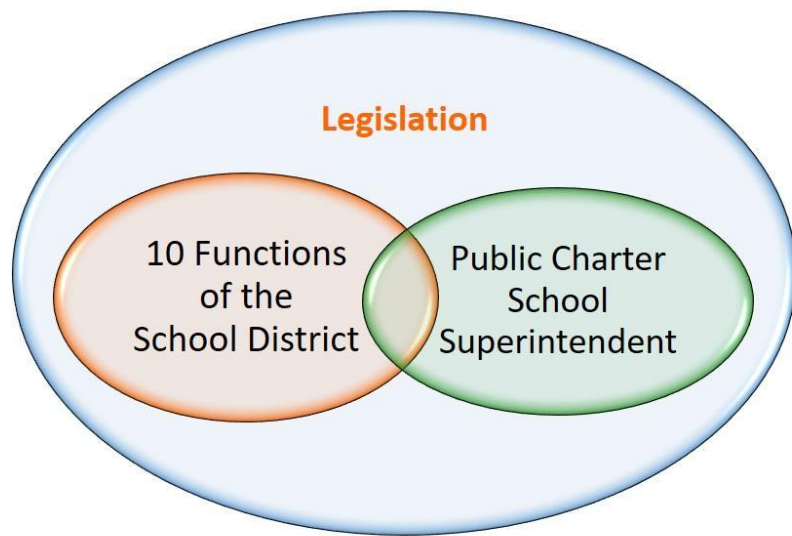 Legislation
10 Functions
of the
School District
Public Charter
School
Superintendent